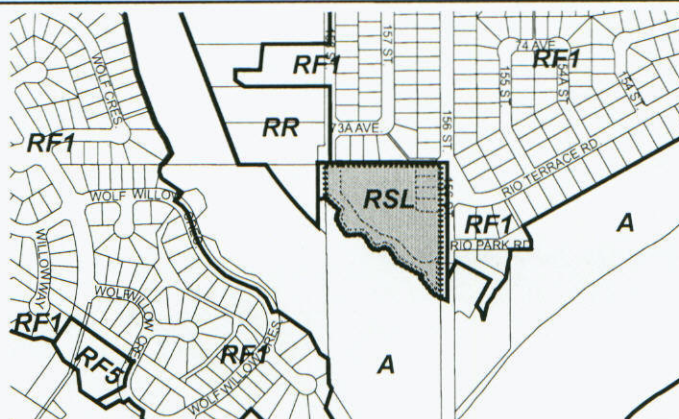 WOLF CRES.
RF1
157 ST.
74 AVE.
RF1
155 ST.
154 ST.
RF1
RR
73A AVE.
156 ST.
RIO TERRACE RD
WOLF WILLOW
RSL
RF1
RIO PARK RD
A
WILLOW WAY
WOLF WILLOW CRES.
RF1
RF5
RF1
A
WOLF WILLOW CRES.